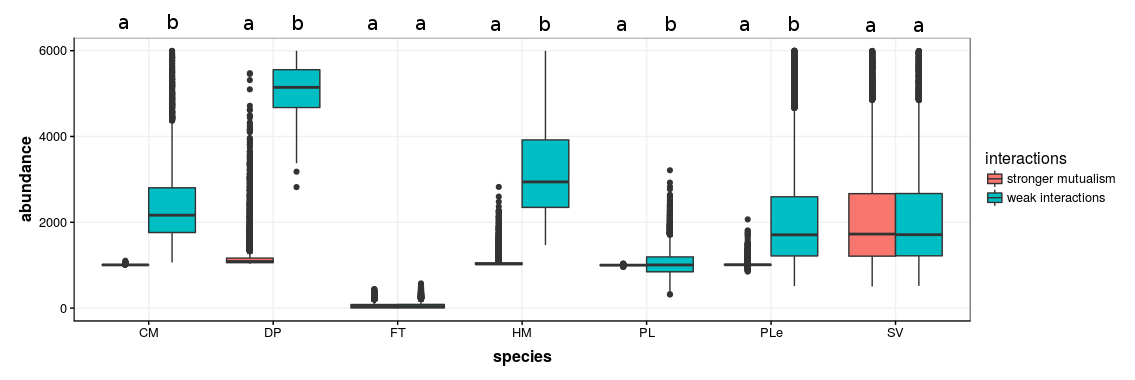 a b a b a a a b a b a b a a
6000
4000
2000
0
abundance
CM DP FT HM PL PLe SV
species
interactions
stronger mutualism
weak interactions